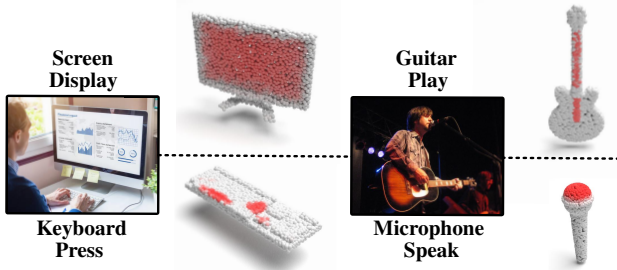 Screen
Display
Keyboard
Press
Guitar
Play
Microphone
Speak